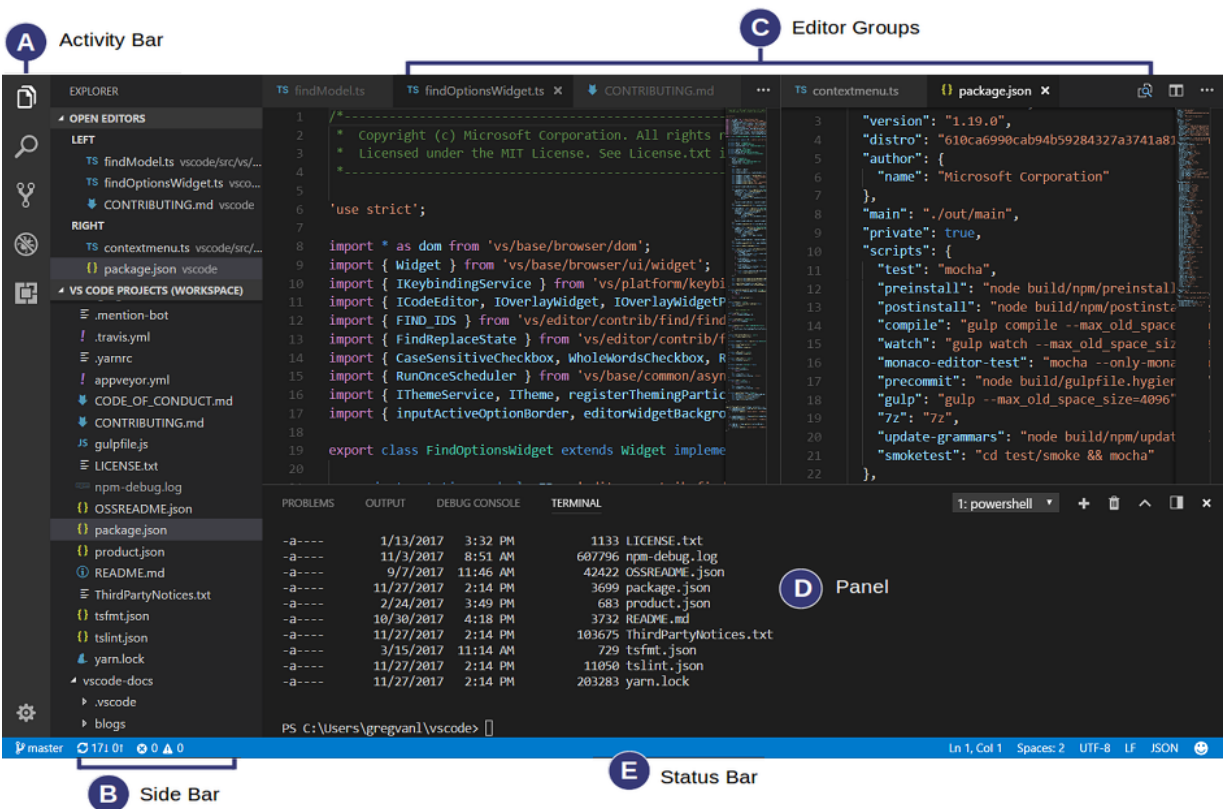 A Activity Bar
C Editor Groups
EXPLORER
OPEN EDITORS
LEFT
TS findModel.ts vscode/src/vs/...
TS findOptionsWidget.ts vsco...
CONTRIBUTING.md vscode
RIGHT
TS contextmenu.ts vscode/src/...
{} package.json vscode
VS CODE PROJECTS (WORKSPACE)
.mention-bot
! .travis.yml
.yarnrc
! appveyor.yml
CODE_OF_CONDUCT.md
CONTRIBUTING.md
JS gulpfile.js
LICENSE.txt
npm-debug.log
{} OSSREADME.json
{} package.json
{} product.json
README.md
ThirdPartyNotices.txt
{} tsfmt.json
{} tslint.json
yarn.lock
vscode-docs
.vscode
blogs
TS findModel.ts TS findOptionsWidget.ts × CONTRIBUTING.md ...
1 /*---------------------------------------------------------
2 * Copyright (c) Microsoft Corporation. All rights r
3 * Licensed under the MIT License. See License.txt i
4 *---------------------------------------------------------
5
6 'use strict';
7
8 import * as dom from 'vs/base/browser/dom';
9 import { Widget } from 'vs/base/browser/ui/widget';
10 import { IKeybindingService } from 'vs/platform/keybi
11 import { ICodeEditor, IOverlayWidget, IOverlayWidgetP
12 import { FIND_IDS } from 'vs/editor/contrib/find/find
13 import { FindReplaceState } from 'vs/editor/contrib/f
14 import { CaseSensitiveCheckbox, WholeWordsCheckbox, R
15 import { RunOnceScheduler } from 'vs/base/common/asyn
16 import { IThemeService, ITheme, registerThemingPartic
17 import { inputActiveOptionBorder, editorWidgetBackgro
18
19 export class FindOptionsWidget extends Widget impleme
20
TS contextmenu.ts {} package.json × ...
3 "version": "1.19.0",
4 "distro": "610ca6990cab94b59284327a3741a81
5 "author": {
6 "name": "Microsoft Corporation"
7 },
8 "main": "./out/main",
9 "private": true,
10 "scripts": {
11 "test": "mocha",
12 "preinstall": "node build/npm/preinstall
13 "postinstall": "node build/npm/postinsta
14 "compile": "gulp compile --max_old_space
15 "watch": "gulp watch --max_old_space_siz
16 "monaco-editor-test": "mocha --only-mona
17 "precommit": "node build/gulpfile.hygien
18 "gulp": "gulp --max_old_space_size=4096"
19 "7z": "7z",
20 "update-grammars": "node build/npm/updat
21 "smoketest": "cd test/smoke && mocha"
22 },
PROBLEMS OUTPUT DEBUG CONSOLE TERMINAL 1: powershell
-a---- 1/13/2017 3:32 PM 1133 LICENSE.txt
-a---- 11/3/2017 8:51 AM 607796 npm-debug.log
-a---- 9/7/2017 11:46 AM 42422 OSSREADME.json
-a---- 11/27/2017 2:14 PM 3699 package.json
-a---- 2/24/2017 3:49 PM 683 product.json
-a---- 10/30/2017 4:18 PM 3732 README.md
-a---- 11/27/2017 2:14 PM 103675 ThirdPartyNotices.txt
-a---- 3/15/2017 11:14 AM 729 tsfmt.json
-a---- 11/27/2017 2:14 PM 11050 tslint.json
-a---- 11/27/2017 2:14 PM 203283 yarn.lock
PS C:\Users\gregvanl\vscode>
D Panel
master 17↓ 0↑ 0 0 Ln 1, Col 1 Spaces: 2 UTF-8 LF JSON
B Side Bar
E Status Bar